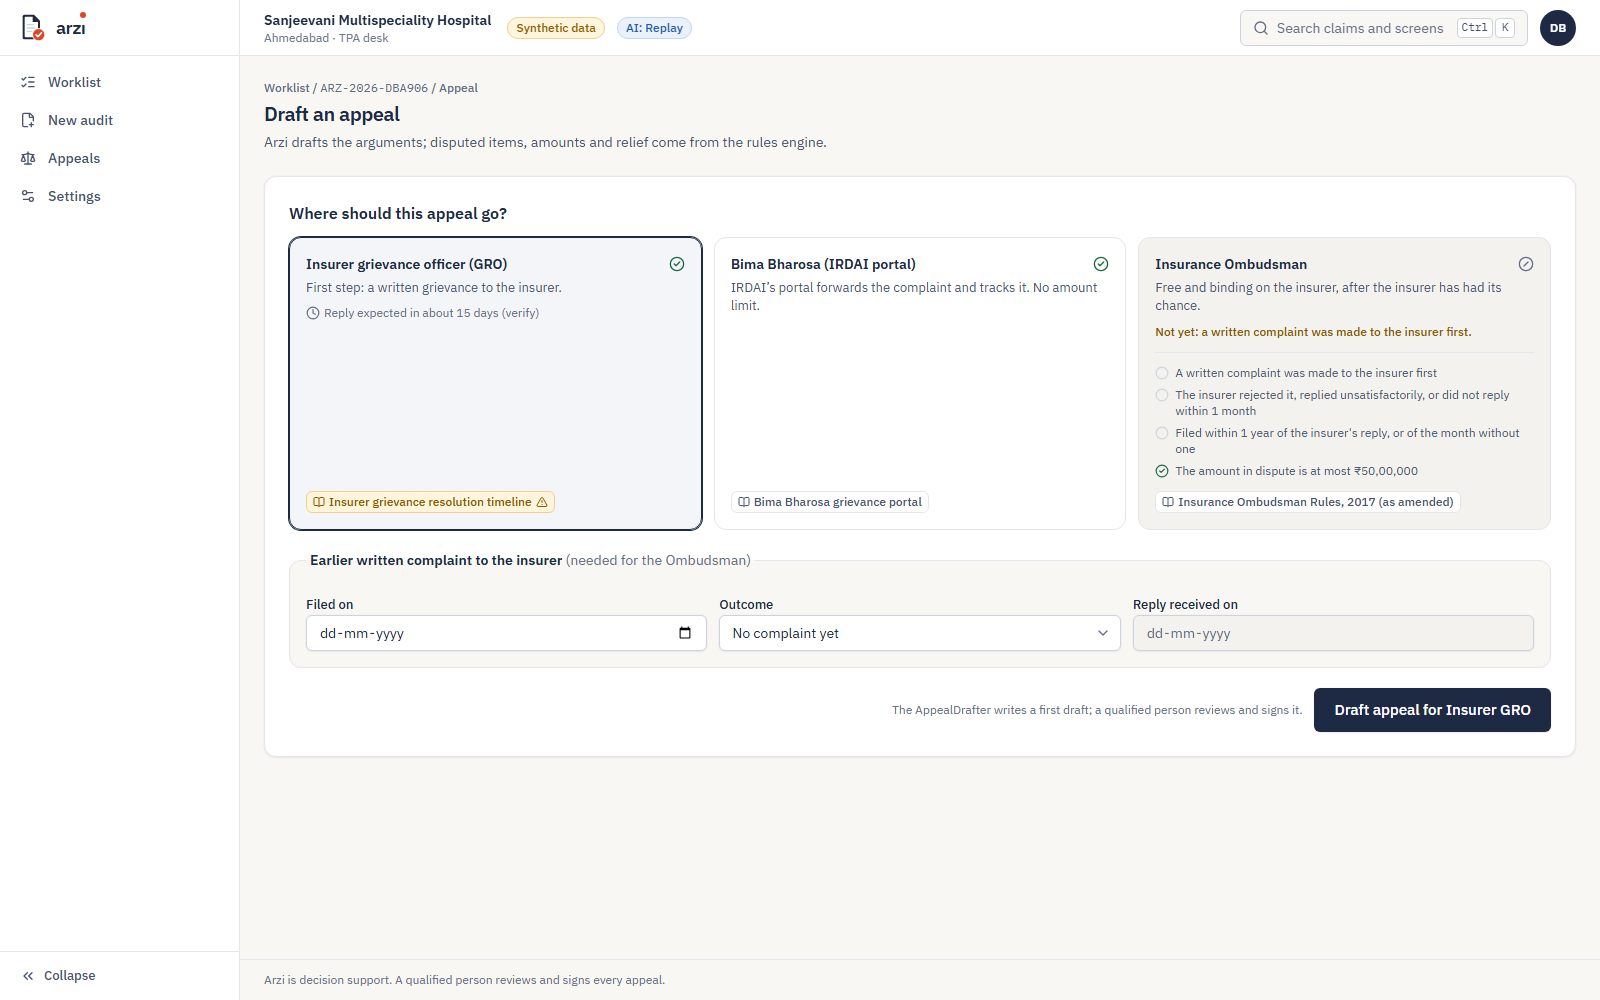 arzi
Sanjeevani Multispeciality Hospital
Ahmedabad · TPA desk
Synthetic data
AI: Replay
Search claims and screens
Ctrl K
DB
Worklist
New audit
Appeals
Settings
Collapse
Worklist / ARZ-2026-DBA906 / Appeal
Draft an appeal
Arzi drafts the arguments; disputed items, amounts and relief come from the rules engine.
Where should this appeal go?
Insurer grievance officer (GRO)
First step: a written grievance to the insurer.
Reply expected in about 15 days (verify)
Insurer grievance resolution timeline
Bima Bharosa (IRDAI portal)
IRDAI’s portal forwards the complaint and tracks it. No amount
limit.
Bima Bharosa grievance portal
Insurance Ombudsman
Free and binding on the insurer, after the insurer has had its
chance.
Not yet: a written complaint was made to the insurer first.
A written complaint was made to the insurer first
The insurer rejected it, replied unsatisfactorily, or did not reply
within 1 month
Filed within 1 year of the insurer's reply, or of the month without
one
The amount in dispute is at most ₹50,00,000
Insurance Ombudsman Rules, 2017 (as amended)
Earlier written complaint to the insurer (needed for the Ombudsman)
Filed on
dd-mm-yyyy
Outcome
No complaint yet
Reply received on
dd-mm-yyyy
The AppealDrafter writes a first draft; a qualified person reviews and signs it.
Draft appeal for Insurer GRO
Arzi is decision support. A qualified person reviews and signs every appeal.